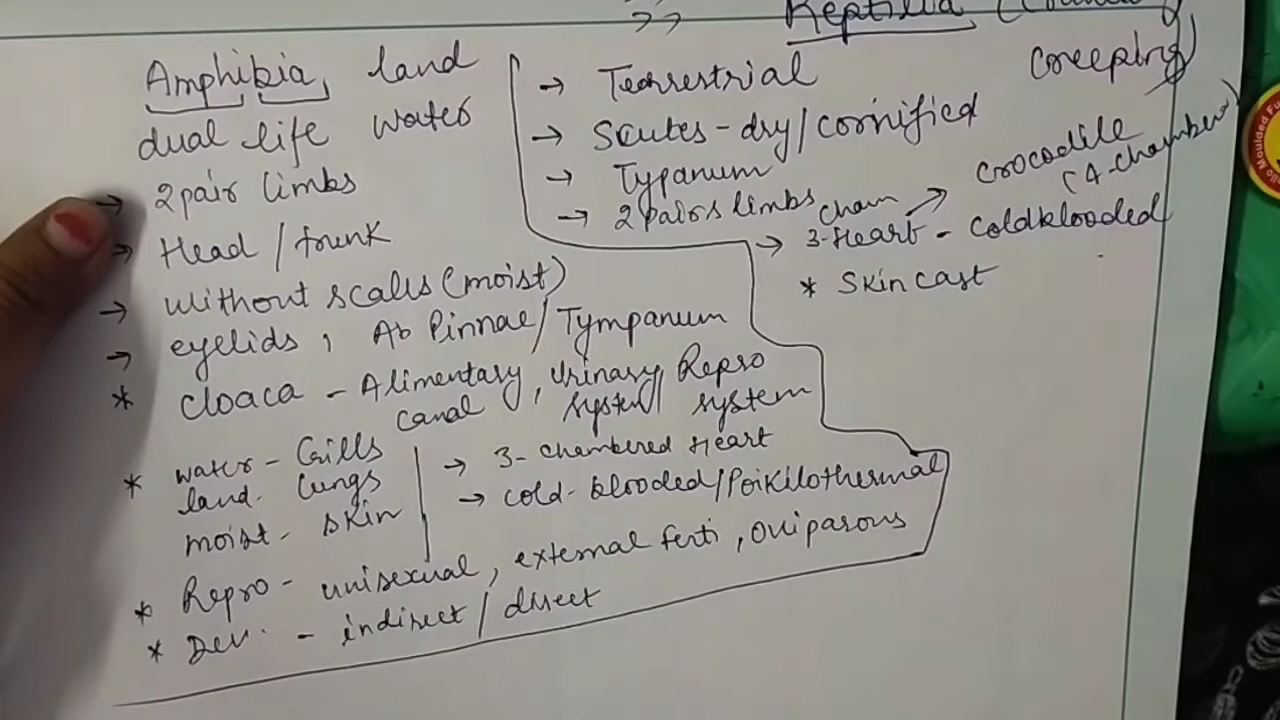 Reptilia
creeping)
Amphibia, land
dual life water
→ 2 pair limbs
→ Head / trunk
→ without scales (moist)
→ eyelids, Ab Pinnae / Tympanum
* cloaca - Alimentary canal, Urinary system / Repro system
* water - Gills
land - lungs
moist - skin
→ 3-chambered Heart
→ cold-blooded/Poikilothermal
* Repro - unisexual, external ferti, oviparous
* Dev. - indirect / direct
→ Terrestrial
→ Scutes - dry / cornified
→ Typanum
→ 2 pairs limbs
→ 3-cham Heart - Coldblooded
→ crocodile
(4-chamber)
* Skin cast